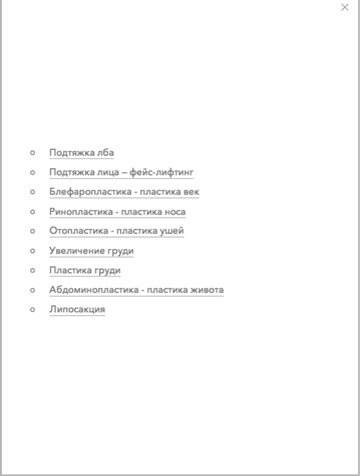 Подтяжка лба
Подтяжка лица – фейс-лифтинг
Блефаропластика - пластика век
Ринопластика - пластика носа
Отопластика - пластика ушей
Увеличение груди
Пластика груди
Абдоминопластика - пластика живота
Липосакция